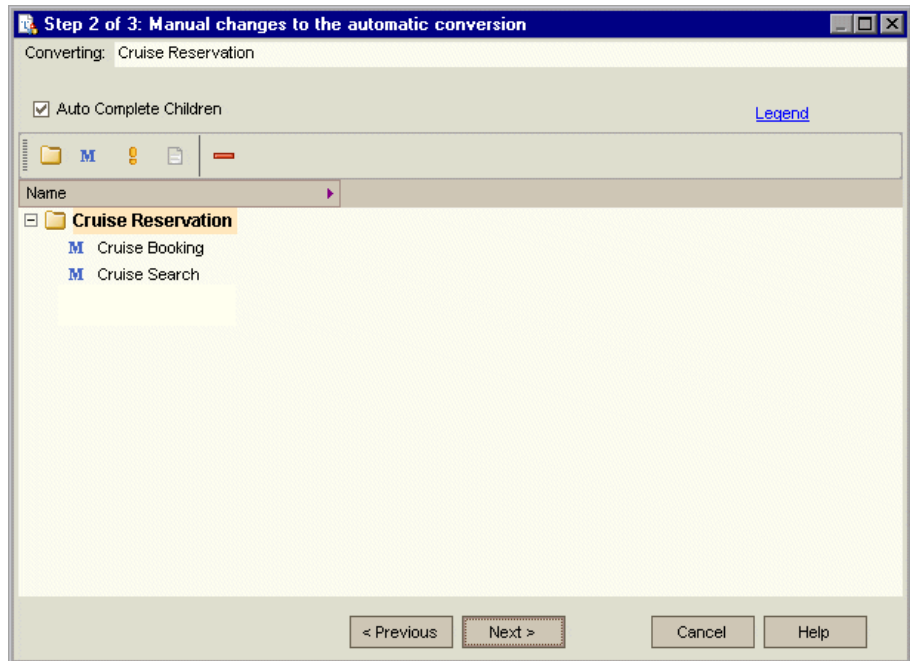 Step 2 of 3: Manual changes to the automatic conversion
Converting: Cruise Reservation
Auto Complete Children
Legend
M
Name
Cruise Reservation
M Cruise Booking
M Cruise Search
< Previous Next > Cancel Help